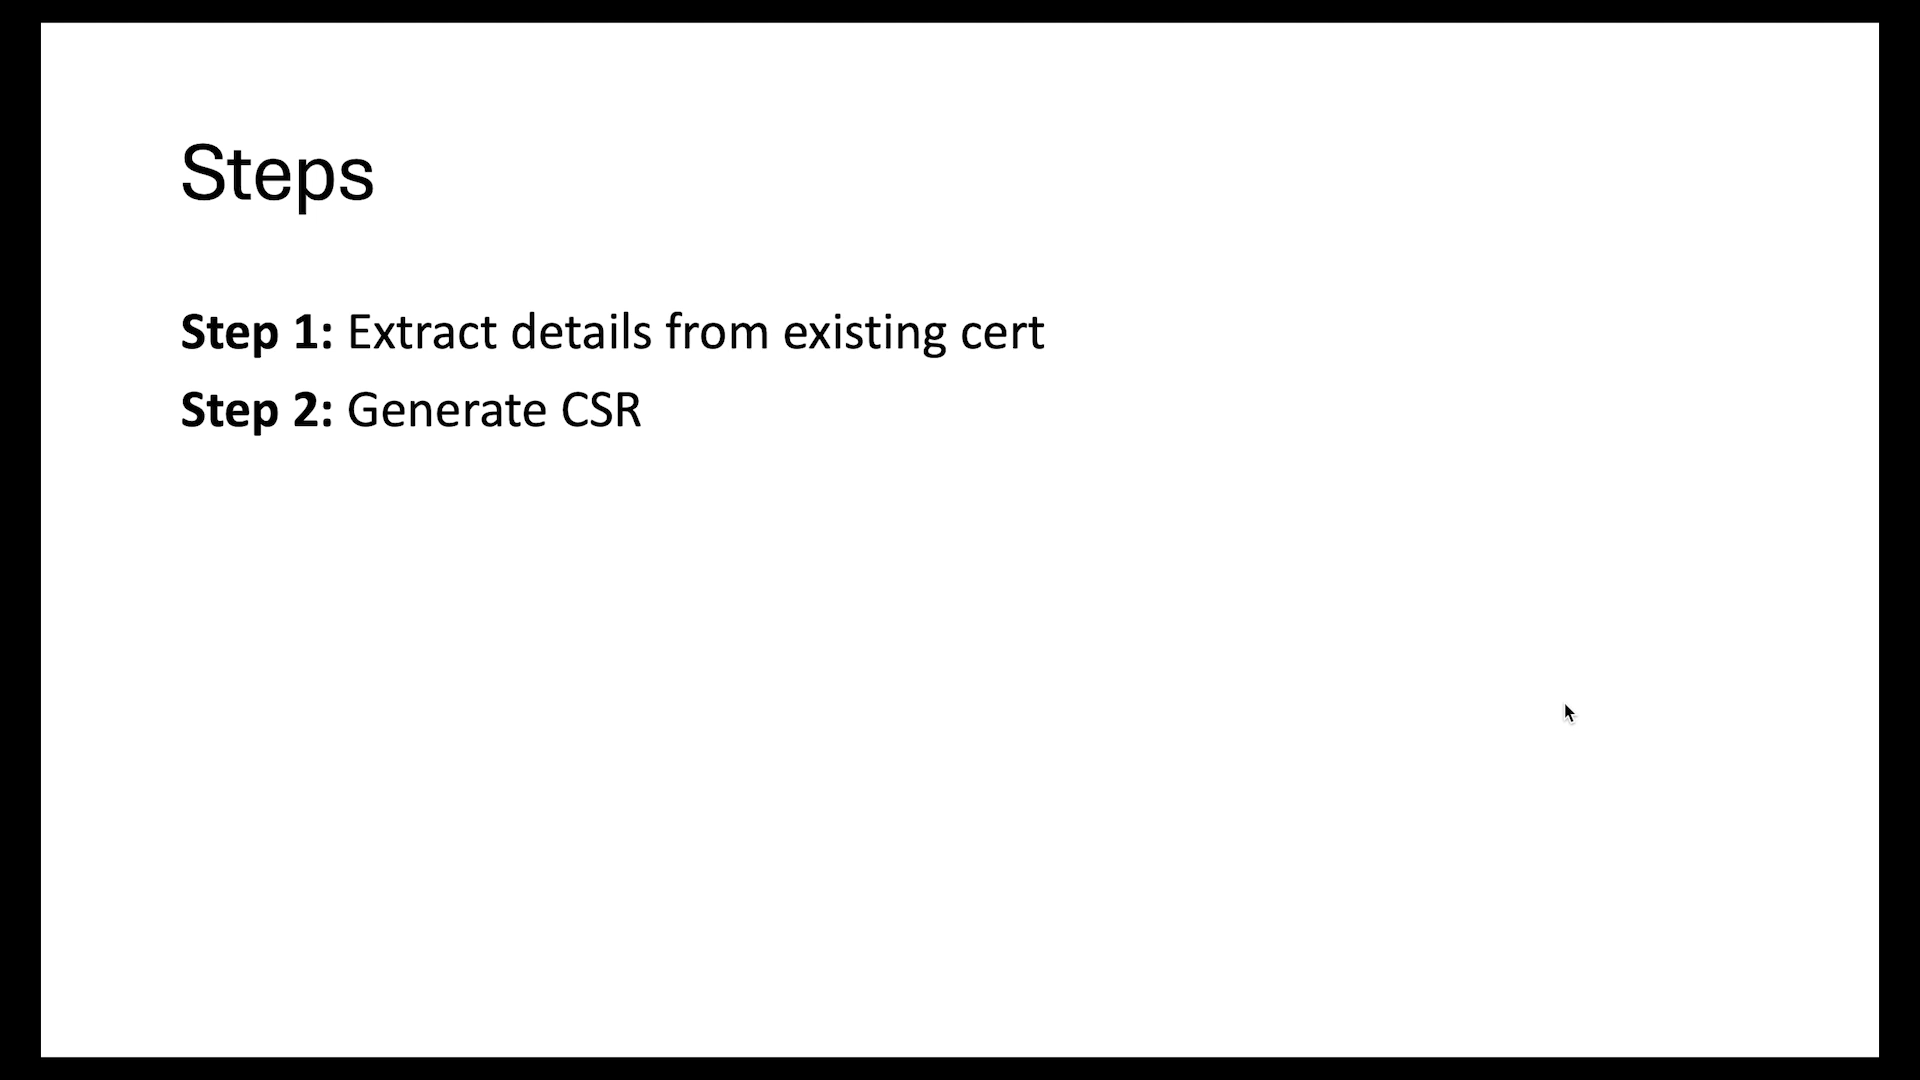 Steps
Step 1: Extract details from existing cert
Step 2: Generate CSR